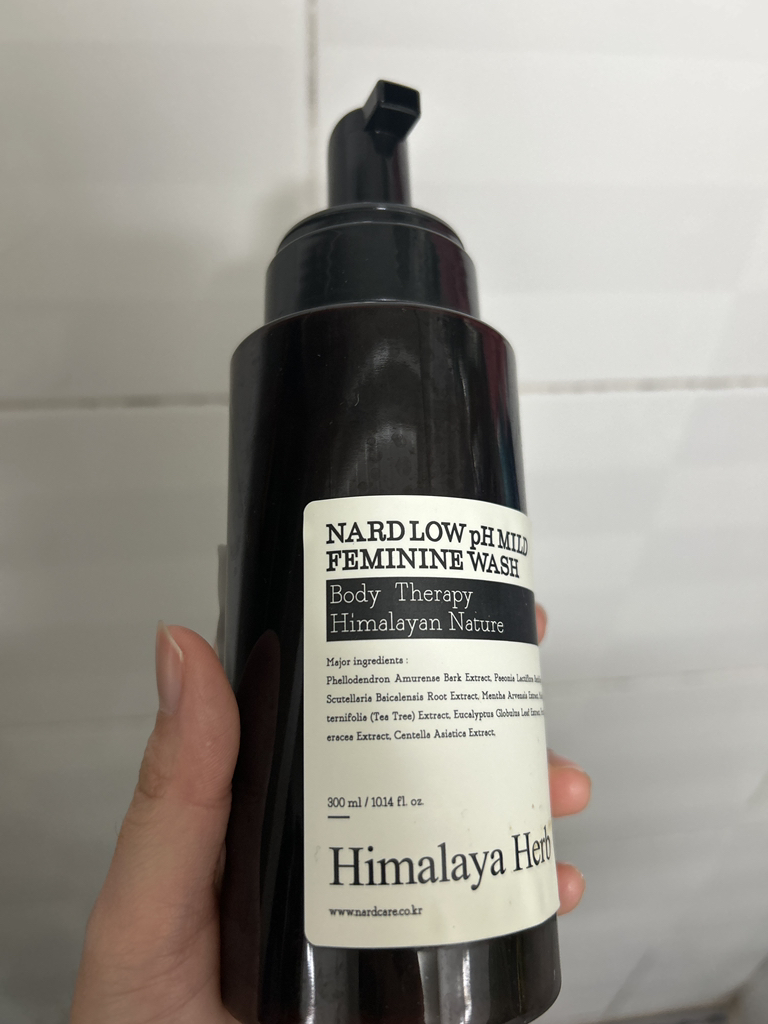 NARD LOW pH MILD
FEMININE WASH
Body Therapy
Himalayan Nature
Major ingredients :
Phellodendron Amurense Bark Extract, Paeonia Lactiflora
Scutellaria Baicalensis Root Extract, Mentha Arvensis Extract,
ternifolia (Tea Tree) Extract, Eucalyptus Globulus Leaf Extract,
eracea Extract, Centella Asiatica Extract,
300 ml / 10.14 fl. oz.
Himalaya Herb
www.nardcare.co.kr